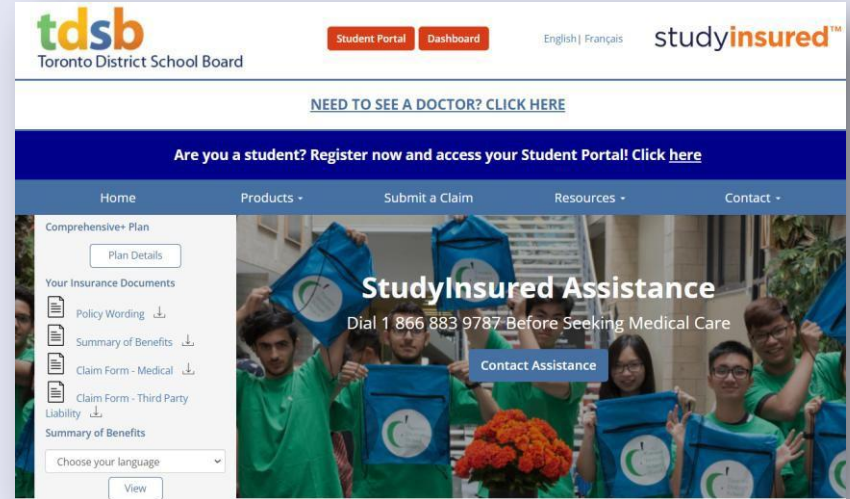 tdsb
Toronto District School Board
Student Portal
Dashboard
English| Français
studyinsured™
NEED TO SEE A DOCTOR? CLICK HERE
Are you a student? Register now and access your Student Portal! Click here
Home
Products
Submit a Claim
Resources
Contact
Comprehensive+ Plan
Plan Details
Your Insurance Documents
Policy Wording
Summary of Benefits
Claim Form - Medical
Claim Form - Third Party
Liability
Summary of Benefits
Choose your language
View
StudyInsured Assistance
Dial 1 866 883 9787 Before Seeking Medical Care
Contact Assistance